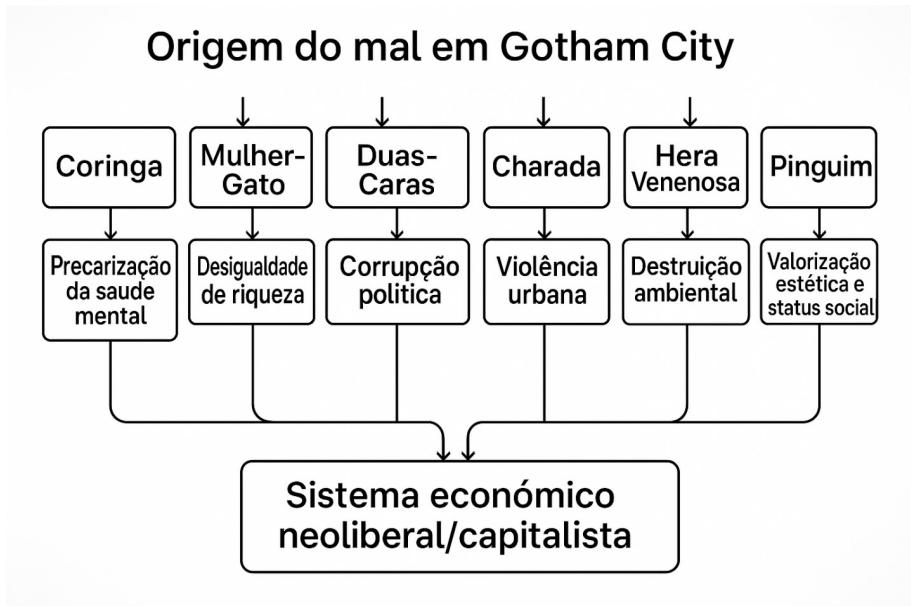 Origem do mal em Gotham City
Coringa
Mulher-
Gato
Duas-
Caras
Charada
Hera
Venenosa
Pinguim
Precarização
da saude
mental
Desigualdade
de riqueza
Corrupção
politica
Violência
urbana
Destruição
ambiental
Valorização
estética e
status social
Sistema económico
neoliberal/capitalista